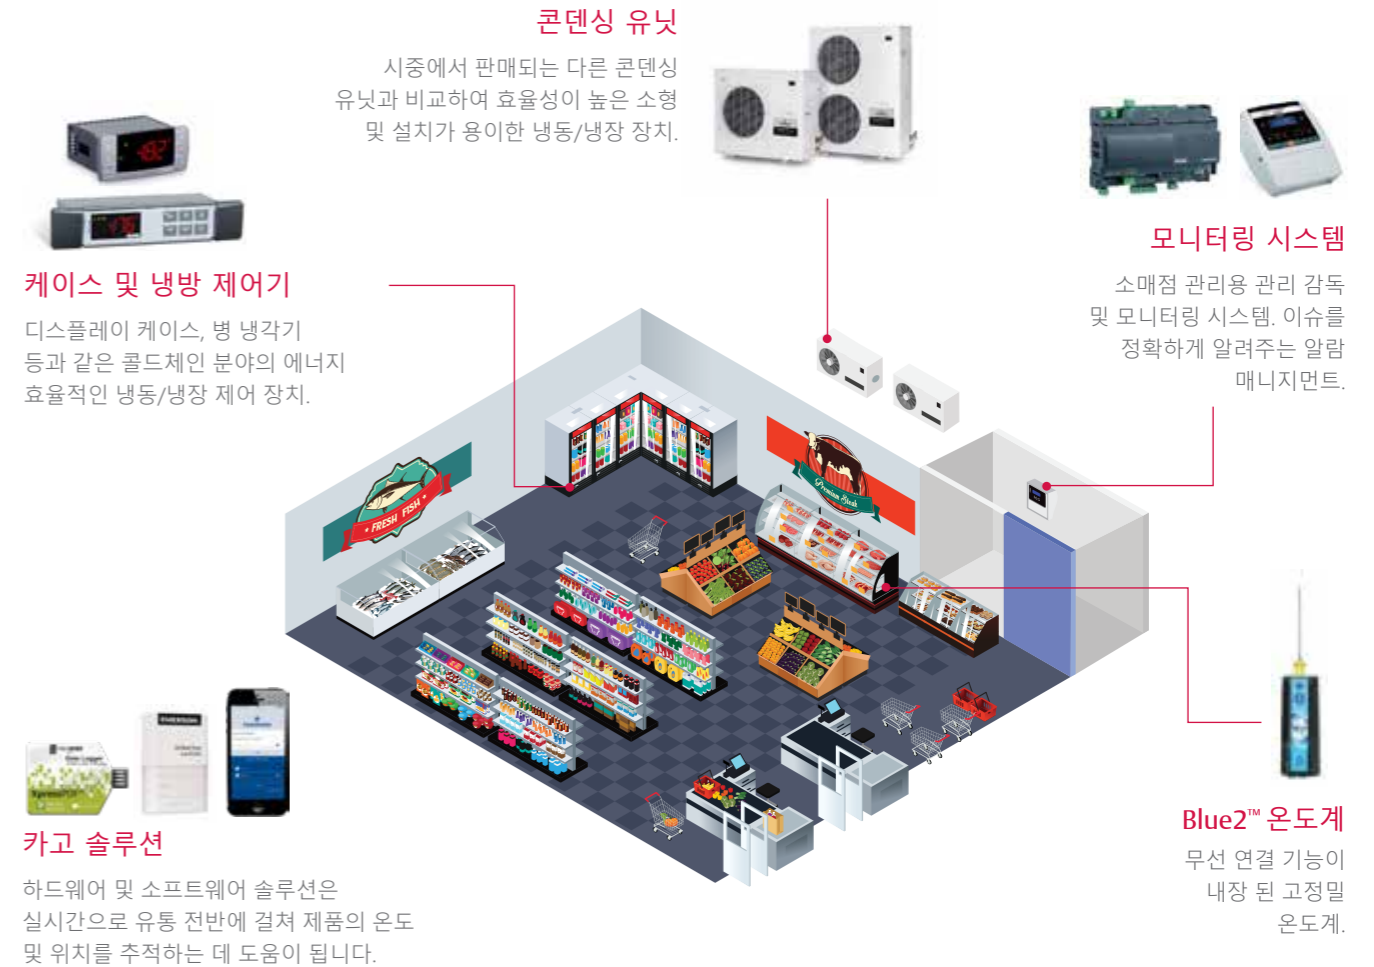 콘덴싱 유닛
시중에서 판매되는 다른 콘덴싱
유닛과 비교하여 효율성이 높은 소형
및 설치가 용이한 냉동/냉장 장치.
모니터링 시스템
소매점 관리용 관리 감독
및 모니터링 시스템. 이슈를
정확하게 알려주는 알람
매니지먼트.
케이스 및 냉방 제어기
디스플레이 케이스, 병 냉각기
등과 같은 콜드체인 분야의 에너지
효율적인 냉동/냉장 제어 장치.
FRESH FISH
Premium Steak
EMERSON
카고 솔루션
하드웨어 및 소프트웨어 솔루션은
실시간으로 유통 전반에 걸쳐 제품의 온도
및 위치를 추적하는 데 도움이 됩니다.
Blue2™ 온도계
무선 연결 기능이
내장 된 고정밀
온도계.